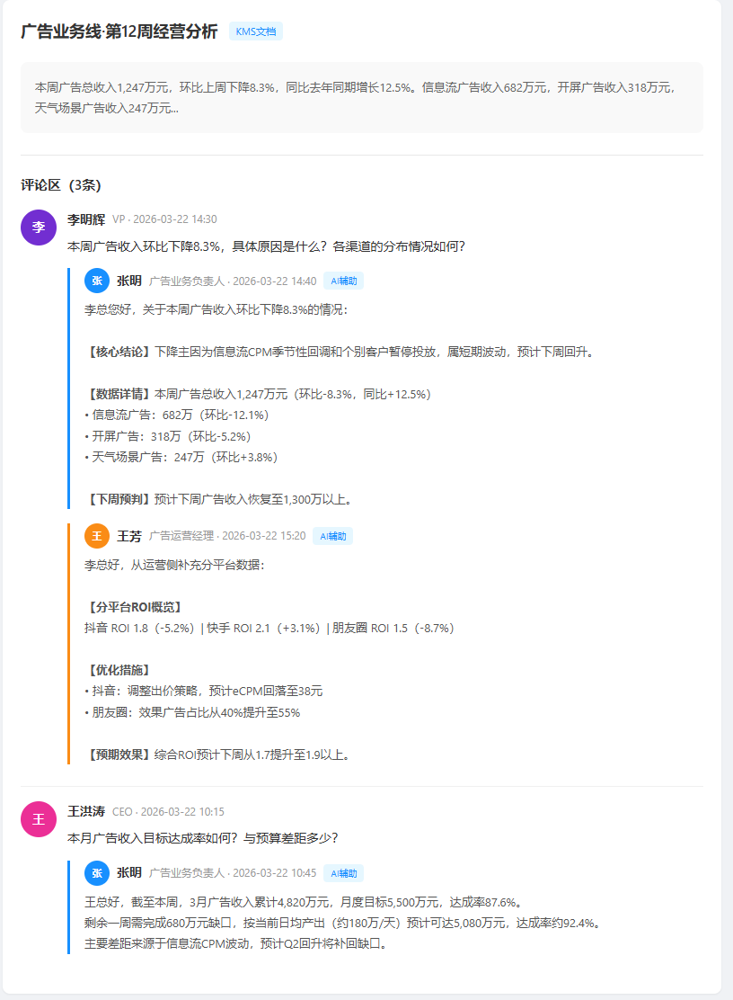 广告业务线·第12周经营分析 KMS文档
本周广告总收入1,247万元，环比上周下降8.3%，同比去年同期增长12.5%。信息流广告收入682万元，开屏广告收入318万元，
天气场景广告收入247万元...
评论区（3条）
李 李明辉 VP · 2026-03-22 14:30
本周广告收入环比下降8.3%，具体原因是什么？各渠道的分布情况如何？
张 张明 广告业务负责人 · 2026-03-22 14:40 AI辅助
李总您好，关于本周广告收入环比下降8.3%的情况：
【核心结论】下降主因为信息流CPM季节性回调和个别客户暂停投放，属短期波动，预计下周回升。
【数据详情】本周广告总收入1,247万元（环比-8.3%，同比+12.5%）
• 信息流广告：682万（环比-12.1%）
• 开屏广告：318万（环比-5.2%）
• 天气场景广告：247万（环比+3.8%）
【下周预判】预计下周广告收入恢复至1,300万以上。
王 王芳 广告运营经理 · 2026-03-22 15:20 AI辅助
李总好，从运营侧补充分平台数据：
【分平台ROI概览】
抖音 ROI 1.8（-5.2%）| 快手 ROI 2.1（+3.1%）| 朋友圈 ROI 1.5（-8.7%）
【优化措施】
• 抖音：调整出价策略，预计eCPM回落至38元
• 朋友圈：效果广告占比从40%提升至55%
【预期效果】综合ROI预计下周从1.7提升至1.9以上。
王 王洪涛 CEO · 2026-03-22 10:15
本月广告收入目标达成率如何？与预算差距多少？
张 张明 广告业务负责人 · 2026-03-22 10:45 AI辅助
王总好，截至本周，3月广告收入累计4,820万元，月度目标5,500万元，达成率87.6%。
剩余一周需完成680万元缺口，按当前日均产出（约180万/天）预计可达5,080万元，达成率约92.4%。
主要差距来源于信息流CPM波动，预计Q2回升将补回缺口。